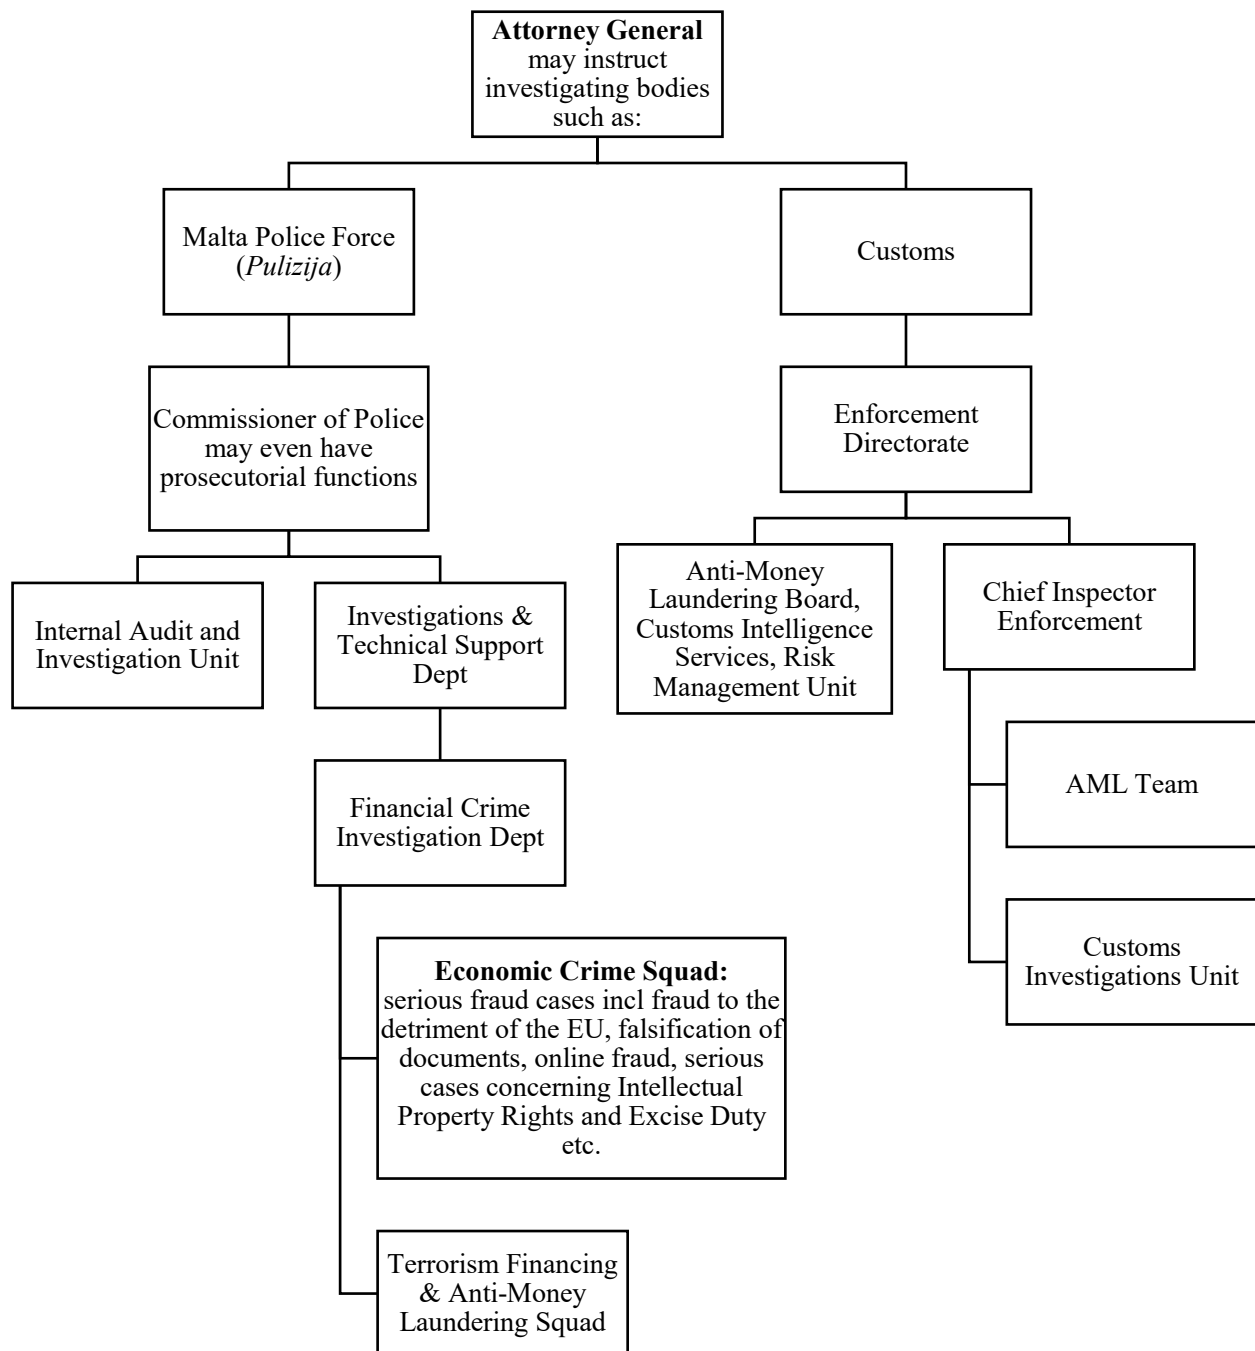 Attorney General
may instruct
investigating bodies
such as:
Malta Police Force
(Pulizija)
Customs
Commissioner of Police
may even have
prosecutorial functions
Enforcement
Directorate
Internal Audit and
Investigation Unit
Investigations &
Technical Support
Dept
Anti-Money
Laundering Board,
Customs Intelligence
Services, Risk
Management Unit
Chief Inspector
Enforcement
Financial Crime
Investigation Dept
AML Team
Customs
Investigations Unit
Economic Crime Squad:
serious fraud cases incl fraud to the
detriment of the EU, falsification of
documents, online fraud, serious
cases concerning Intellectual
Property Rights and Excise Duty
etc.
Terrorism Financing
& Anti-Money
Laundering Squad